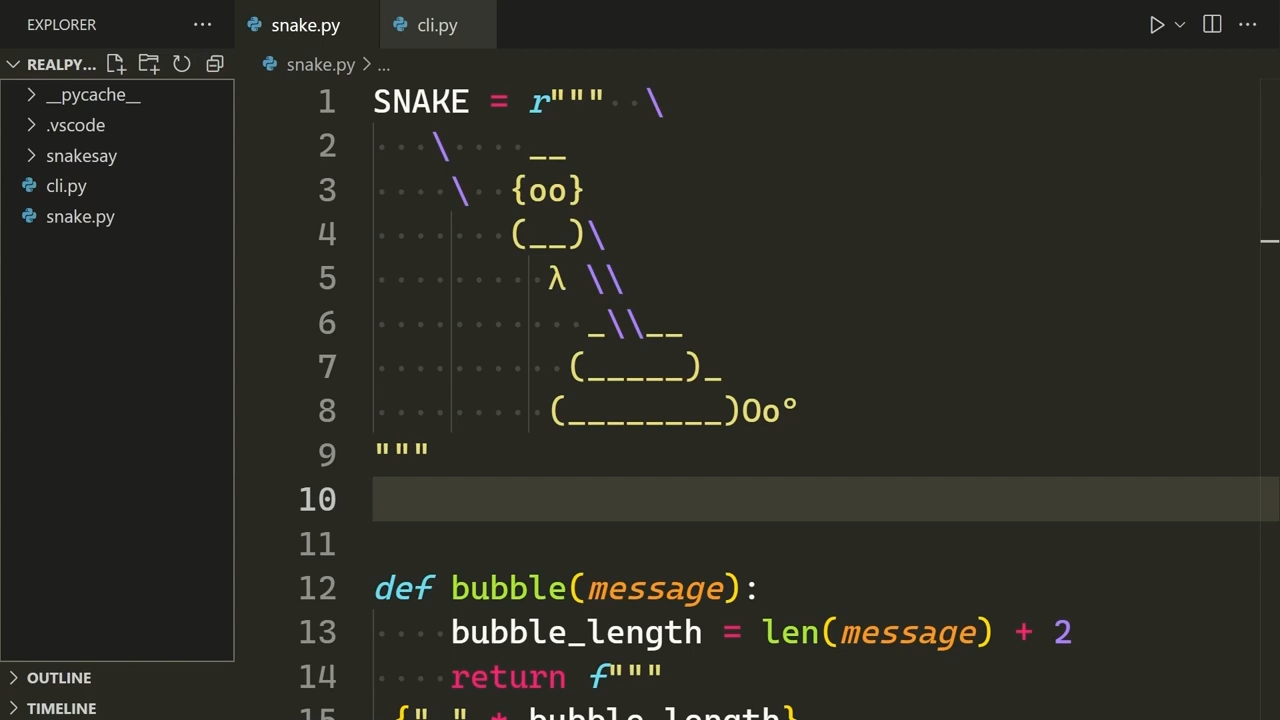 EXPLORER
snake.py
cli.py
REALPY...
snake.py > ...
__pycache__
.vscode
snakesay
cli.py
snake.py
OUTLINE
TIMELINE
1 SNAKE = r"""   \
2    \     __
3     \  {oo}
4        (__)\
5          λ \\
6            _\\__
7           (_____)_
8          (________)Oo°
9 """
10
11
12 def bubble(message):
13     bubble_length = len(message) + 2
14     return f"""
15  {"_" * bubble_length}